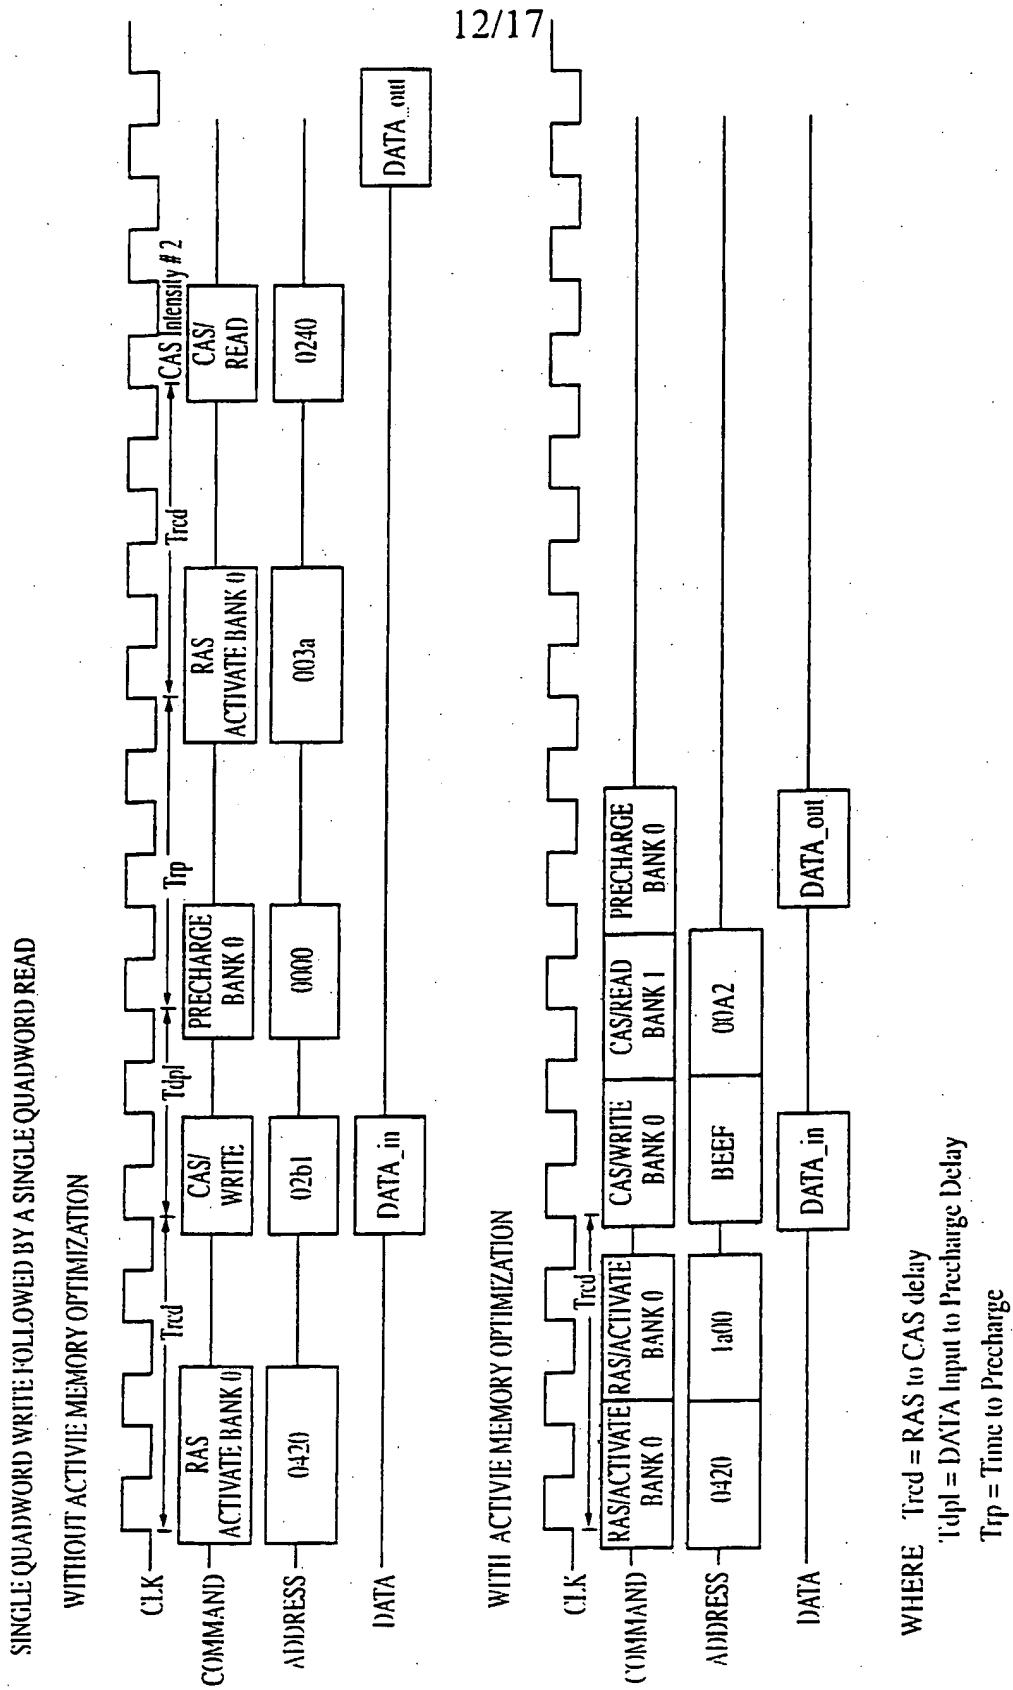 12/17
SINGLE QUADWORD WRITE FOLLOWED BY A SINGLE QUADWORD READ
WITHOUT ACTIVIE MEMORY OPTIMIZATION
CLK
Trcd
Tdpl
Trp
Trcd
CAS Intensity # 2
COMMAND
RAS
ACTIVATE BANK 0
CAS/
WRITE
PRECHARGE
BANK 0
RAS
ACTIVATE BANK 0
CAS/
READ
ADDRESS
0420
02b1
0000
003a
0240
DATA
DATA_in
DATA_out
WITH ACTIVIE MEMORY OPTIMIZATION
CLK
Trcd
COMMAND
RAS/ACTIVATE
BANK 0
RAS/ACTIVATE
BANK 0
CAS/WRITE
BANK 0
CAS/READ
BANK 1
PRECHARGE
BANK 0
ADDRESS
0420
1a00
BEEF
00A2
DATA
DATA_in
DATA_out
WHERE Trcd = RAS to CAS delay
Tdpl = DATA Input to Precharge Delay
Trp = Time to Precharge